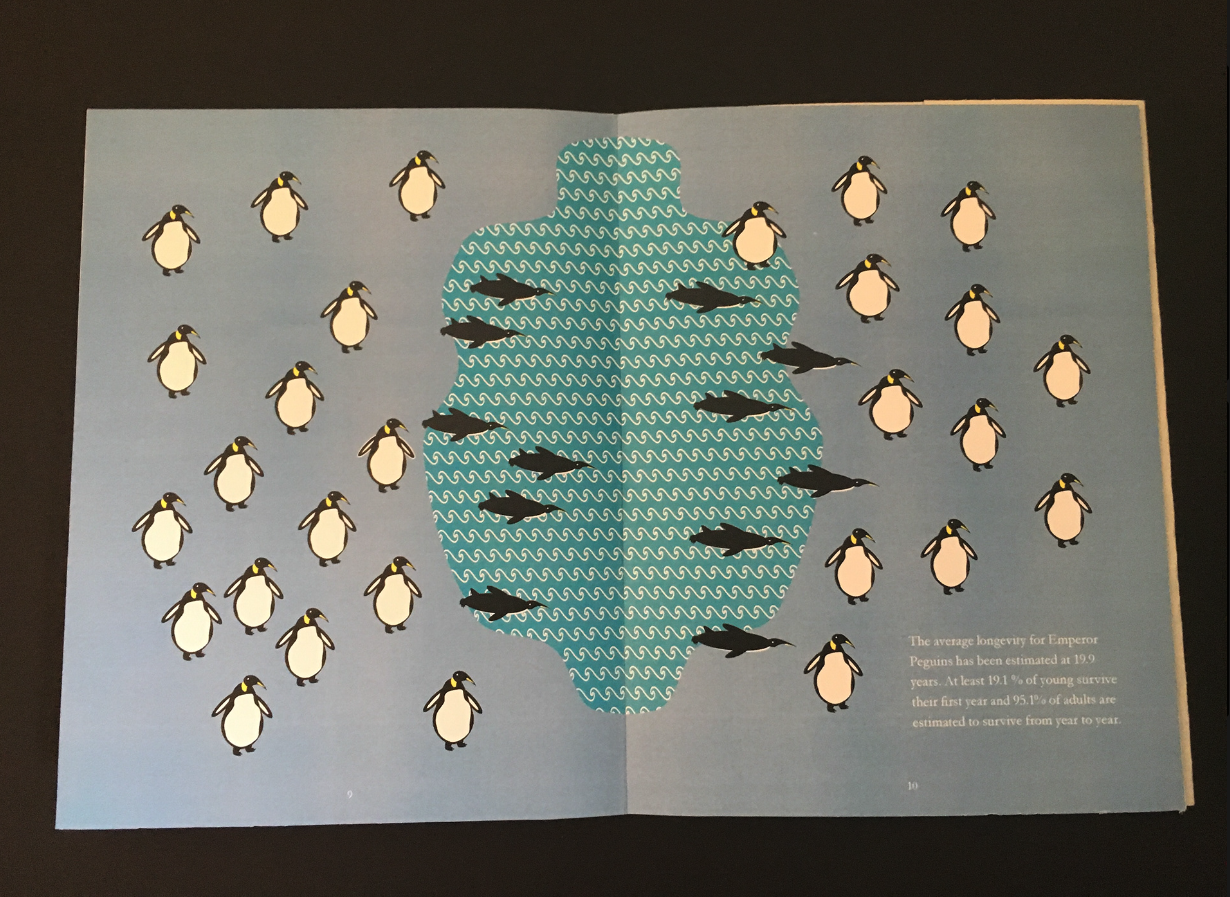 The average longevity for Emperor
Peguins has been estimated at 19.9
years. At least 19.1 % of young survive
their first year and 95.1% of adults are
estimated to survive from year to year.
9
10